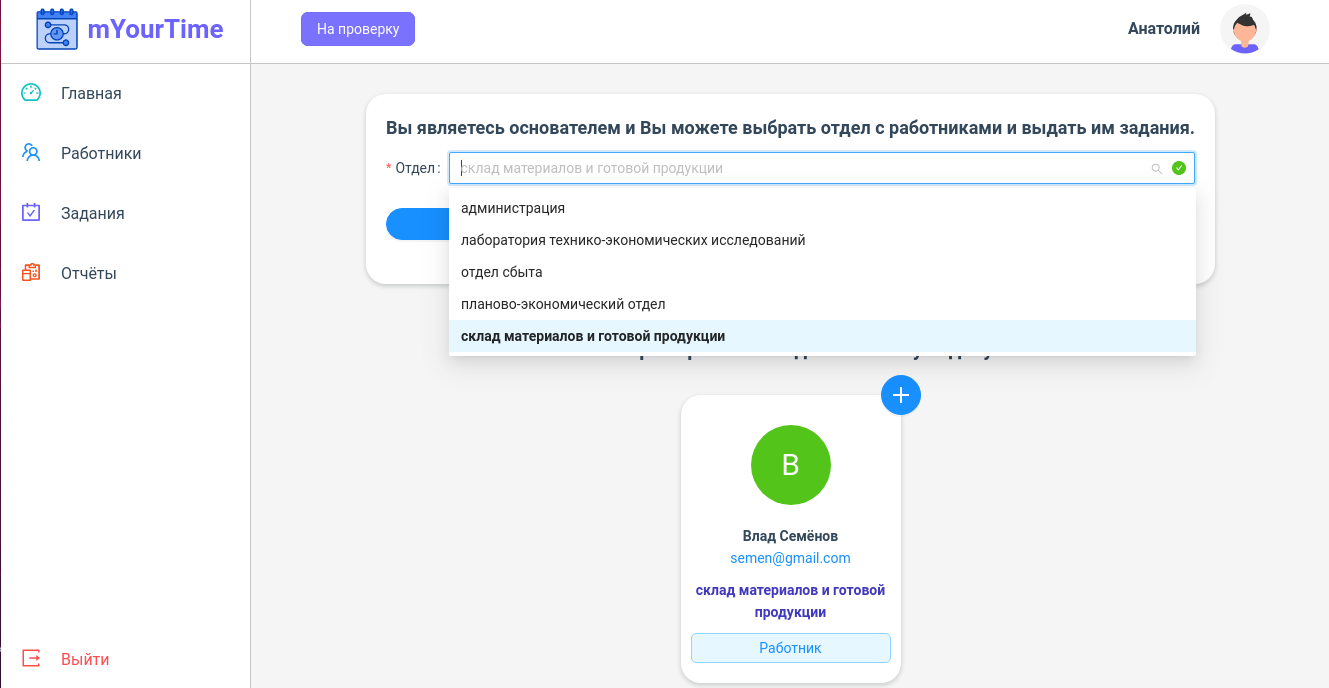 mYourTime
На проверку
Анатолий
Главная
Работники
Задания
Отчёты
Выйти
Вы являетесь основателем и Вы можете выбрать отдел с работниками и выдать им задания.
* Отдел :
склад материалов и готовой продукции
администрация
лаборатория технико-экономических исследований
отдел сбыта
планово-экономический отдел
склад материалов и готовой продукции
В
Влад Семёнов
semen@gmail.com
склад материалов и готовой
продукции
Работник